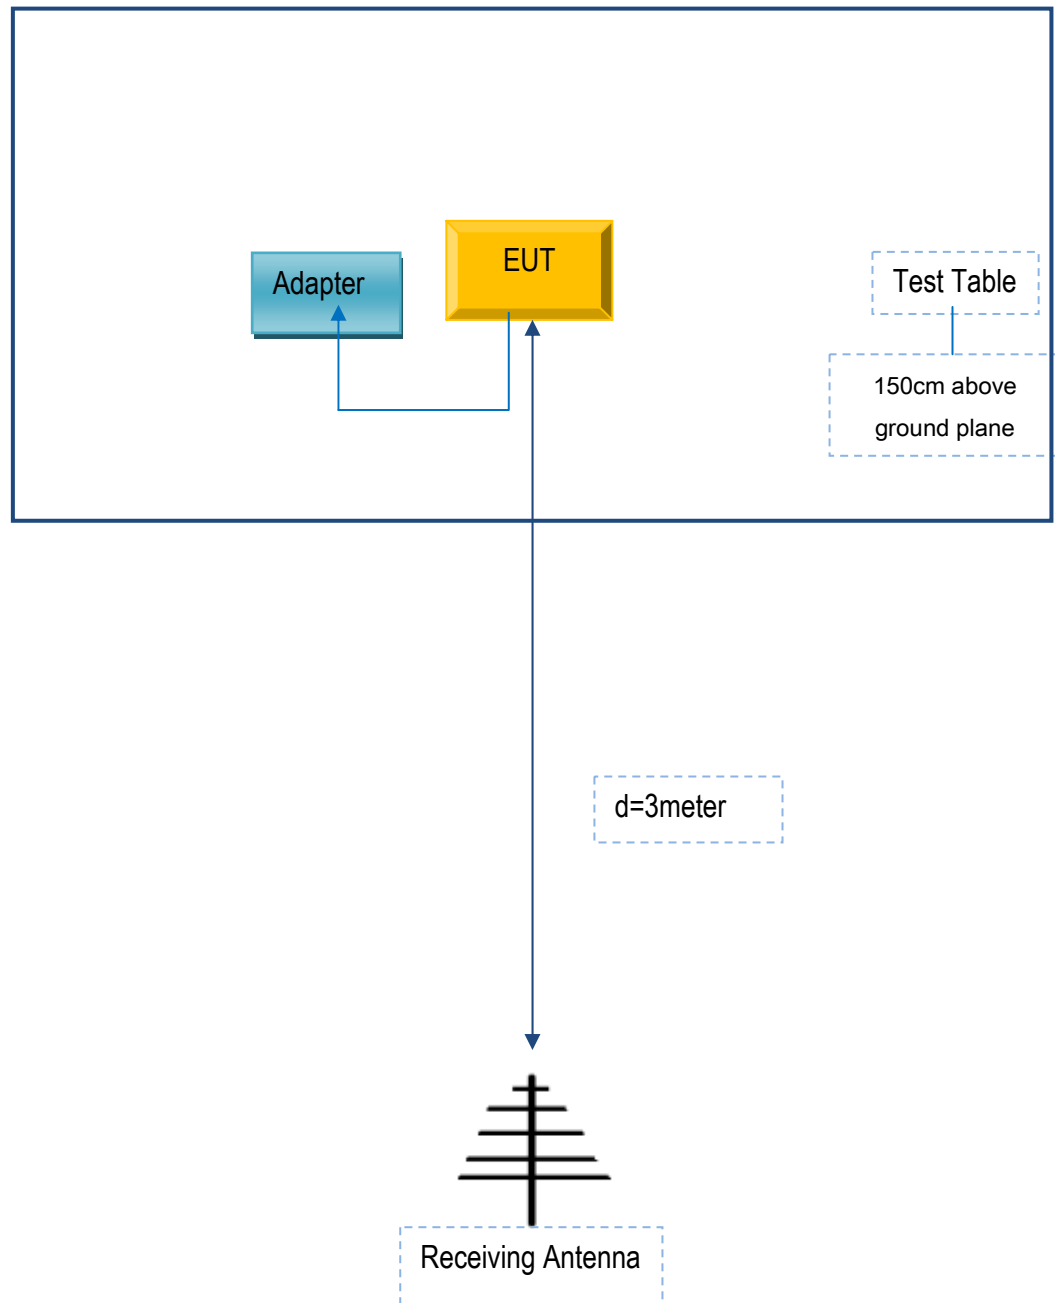 EUT
Adapter
Test Table
150cm above
ground plane
d=3meter
Receiving Antenna